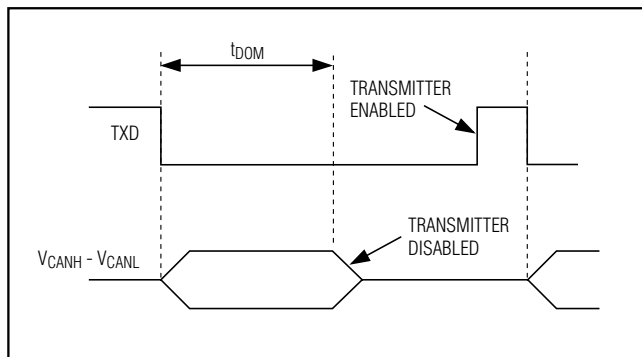 tDOM
TRANSMITTER
ENABLED
TXD
TRANSMITTER
DISABLED
VCANH - VCANL